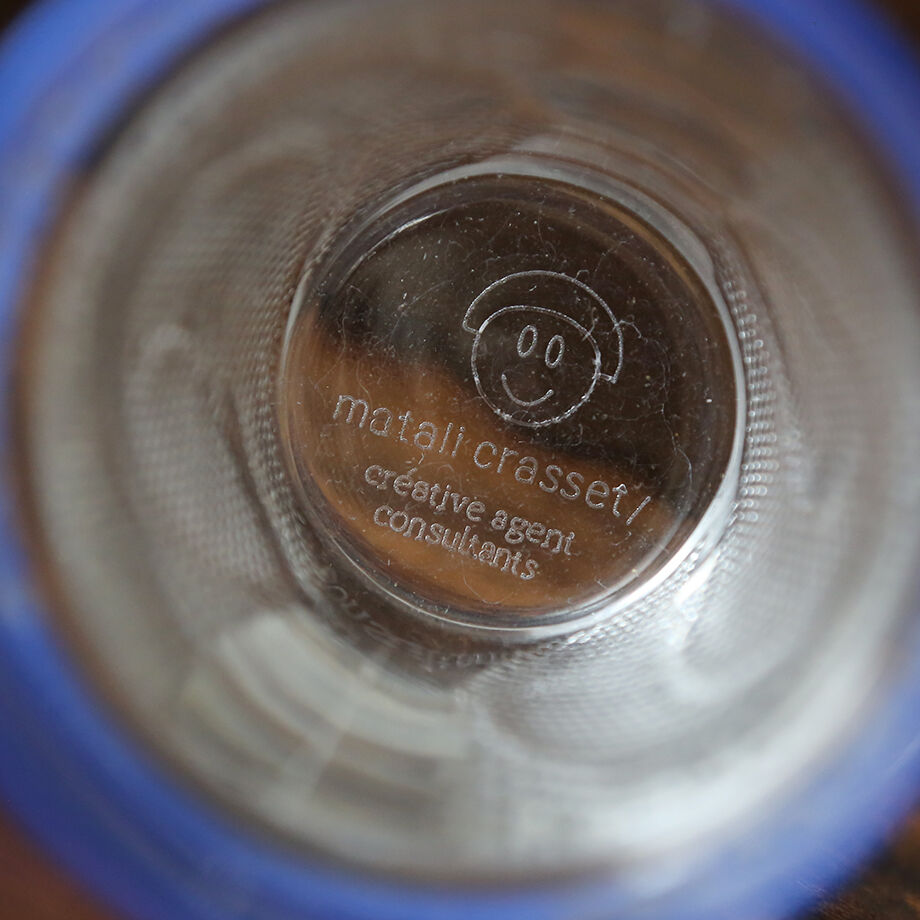 matali crasset/
créative agent
consultants